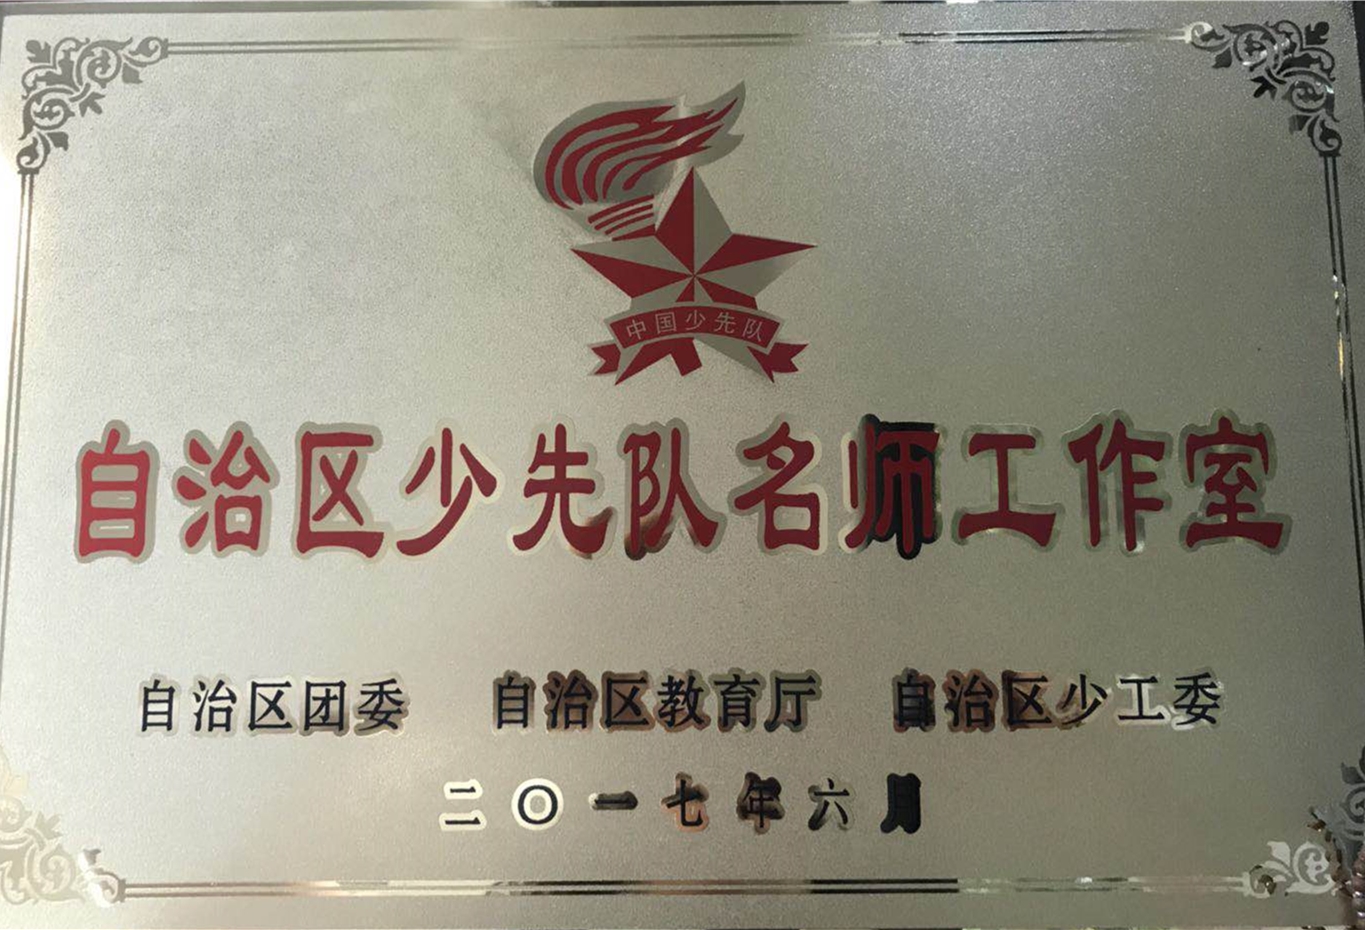 中国少先队
自治区少先队名师工作室
自治区团委 自治区教育厅 自治区少工委
二〇一七年六月